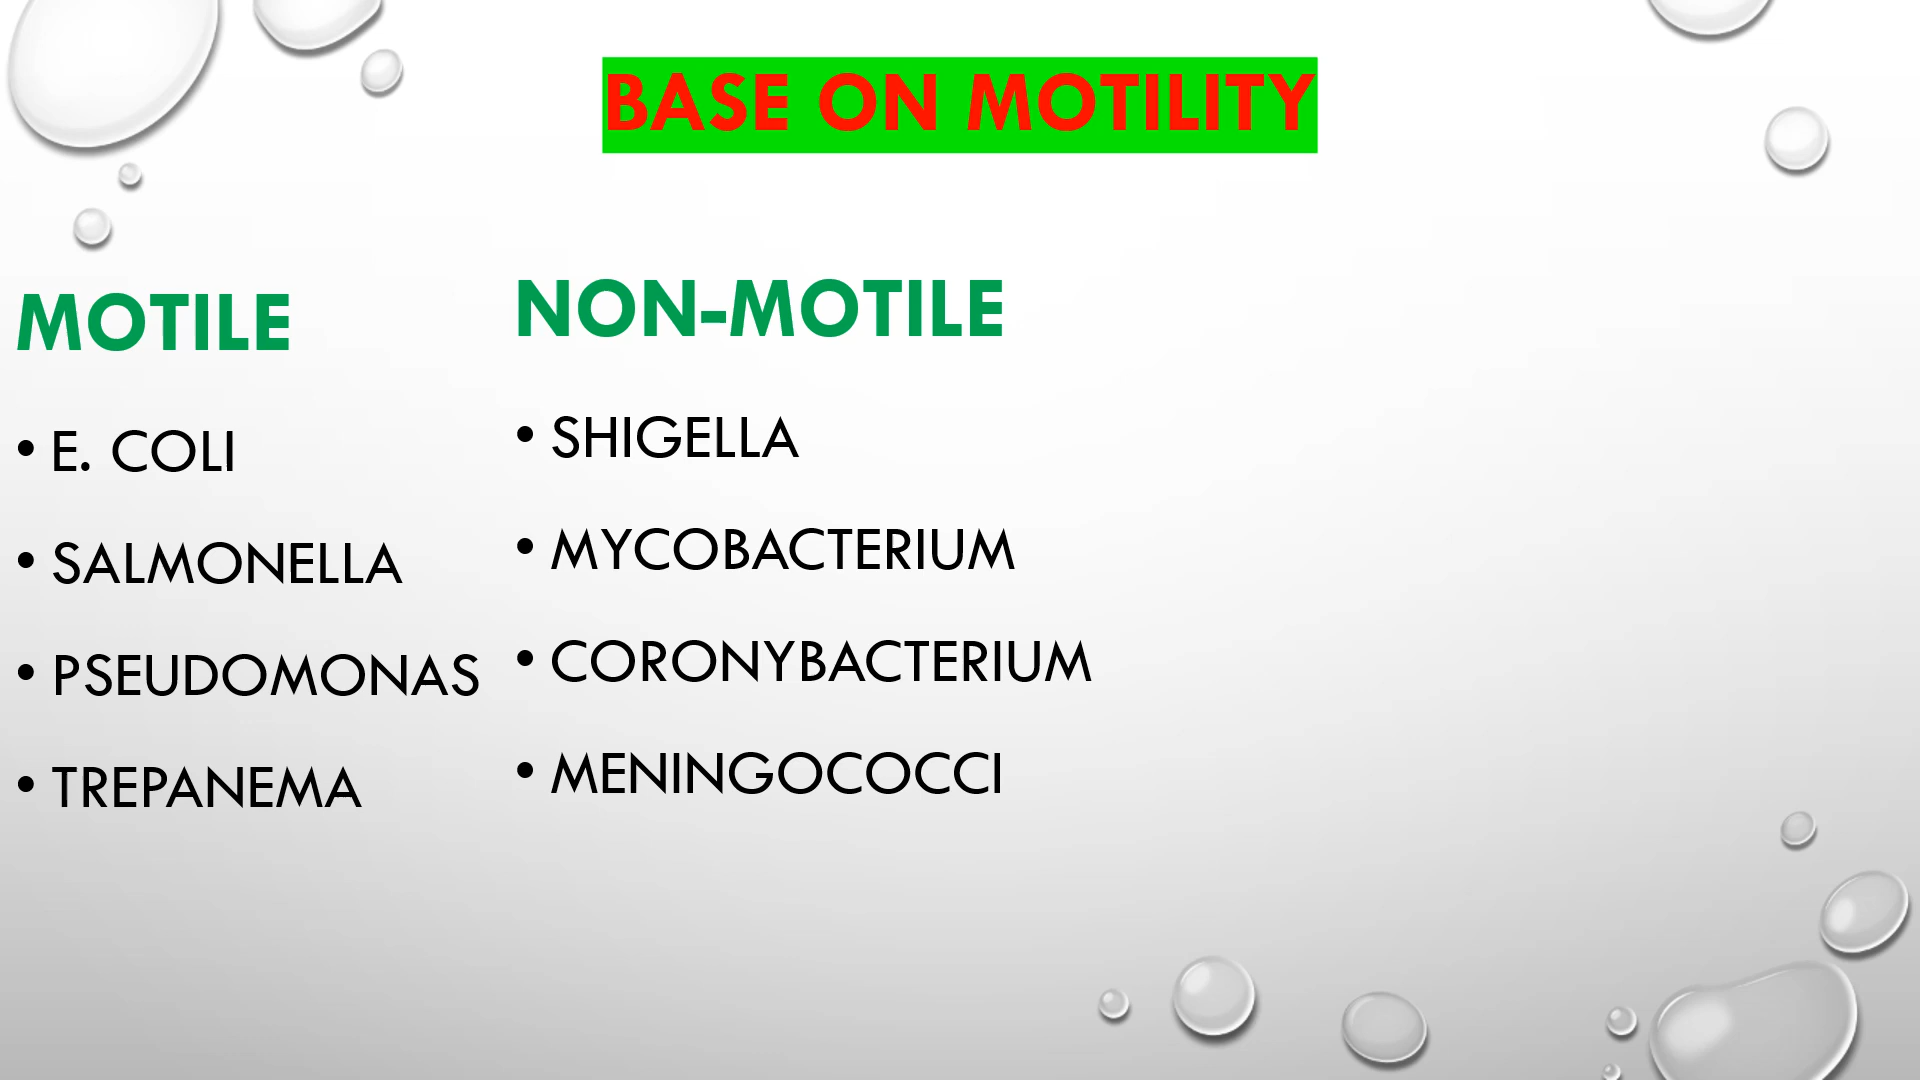 BASE ON MOTILITY
MOTILE
• E. COLI
• SALMONELLA
• PSEUDOMONAS
• TREPANEMA
NON-MOTILE
• SHIGELLA
• MYCOBACTERIUM
• CORONYBACTERIUM
• MENINGOCOCCI